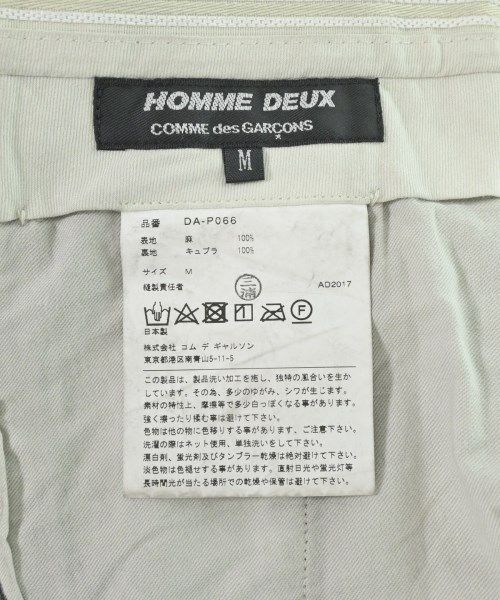 HOMME DEUX
COMME des GARÇONS
M
品番 DA-P066
表地 麻 100%
裏地 キュプラ 100%
サイズ M
縫製責任者 三浦 AD2017
F
日本製
株式会社 コム デ ギャルソン
東京都港区南青山5-11-5
この製品は、製品洗い加工を施し、独特の風合いを生か
しています。その為、多少のゆがみ、シワが生じます。
素材の特性上、摩擦等で多少白っぽくなる事があります。
強く擦ったり揉む事は避けて下さい。
色物は他の物に色移りする事があります、ご注意下さい。
洗濯の際はネット使用、単独洗いをして下さい。
漂白剤、蛍光剤及びタンブラー乾燥は絶対避けて下さい。
淡色物は色褪せする事があります。直射日光や蛍光灯等
長時間光が当たる場所での乾燥や保管は避けて下さい。